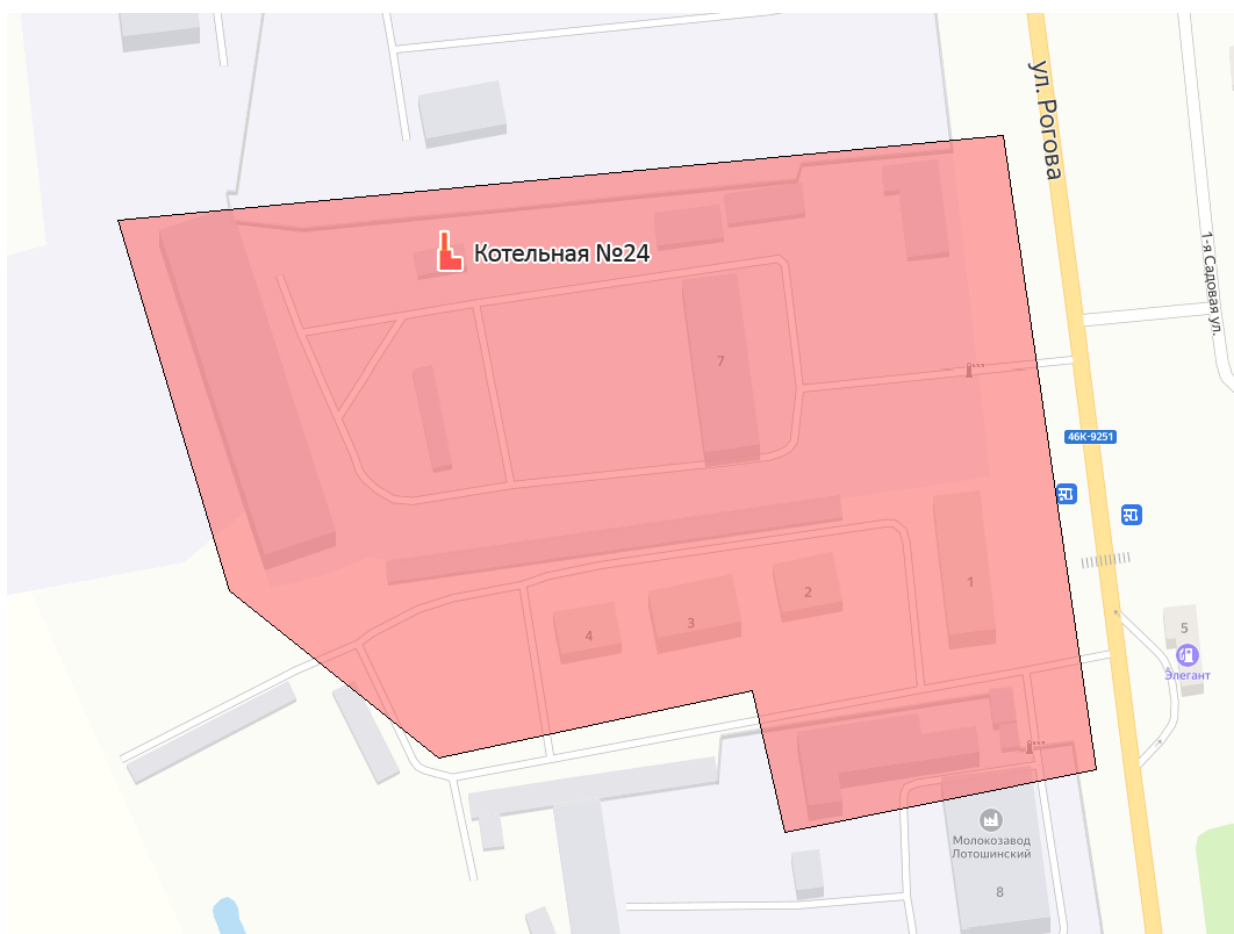 ул. Рогова
1-я Садовая ул.
Котельная №24
7
46К-9251
1
2
3
4
5
Элегант
Молокозавод
Лотошинский
8